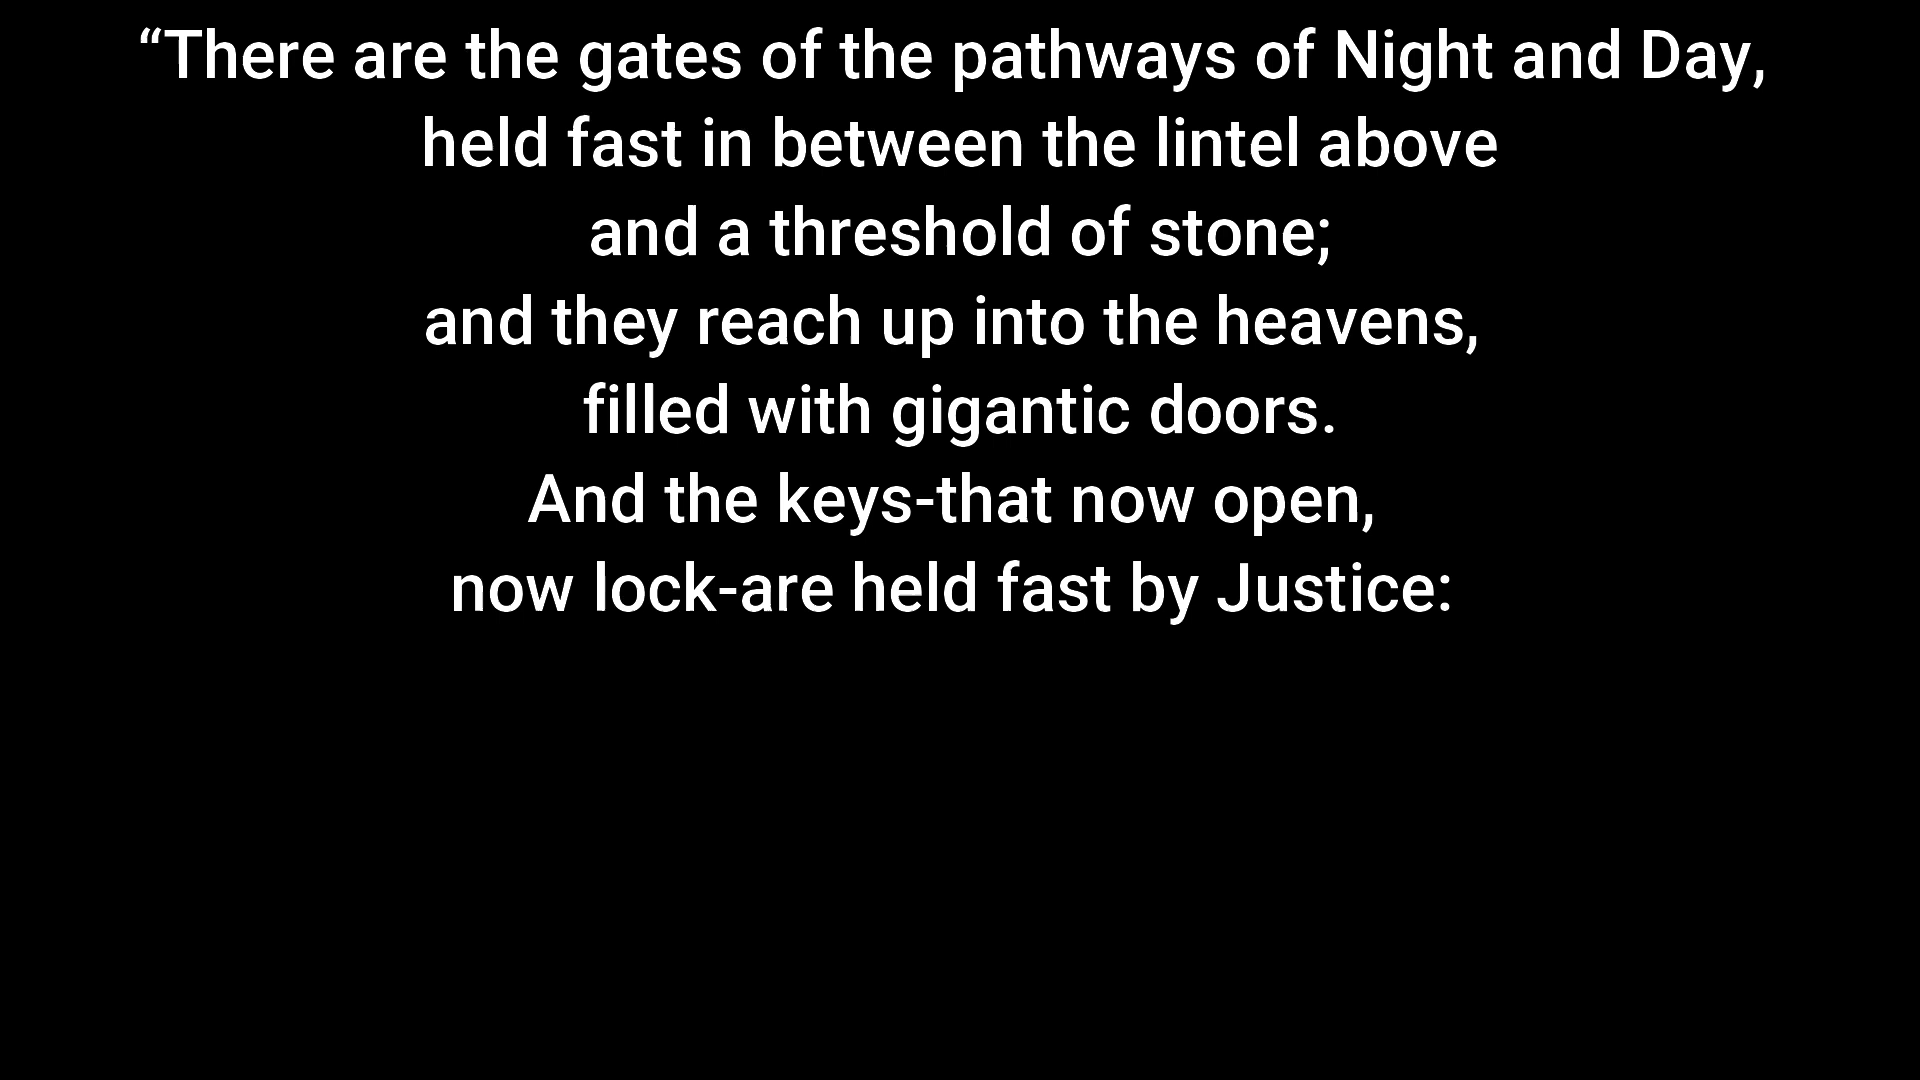 “There are the gates of the pathways of Night and Day,
held fast in between the lintel above
and a threshold of stone;
and they reach up into the heavens,
filled with gigantic doors.
And the keys-that now open,
now lock-are held fast by Justice: